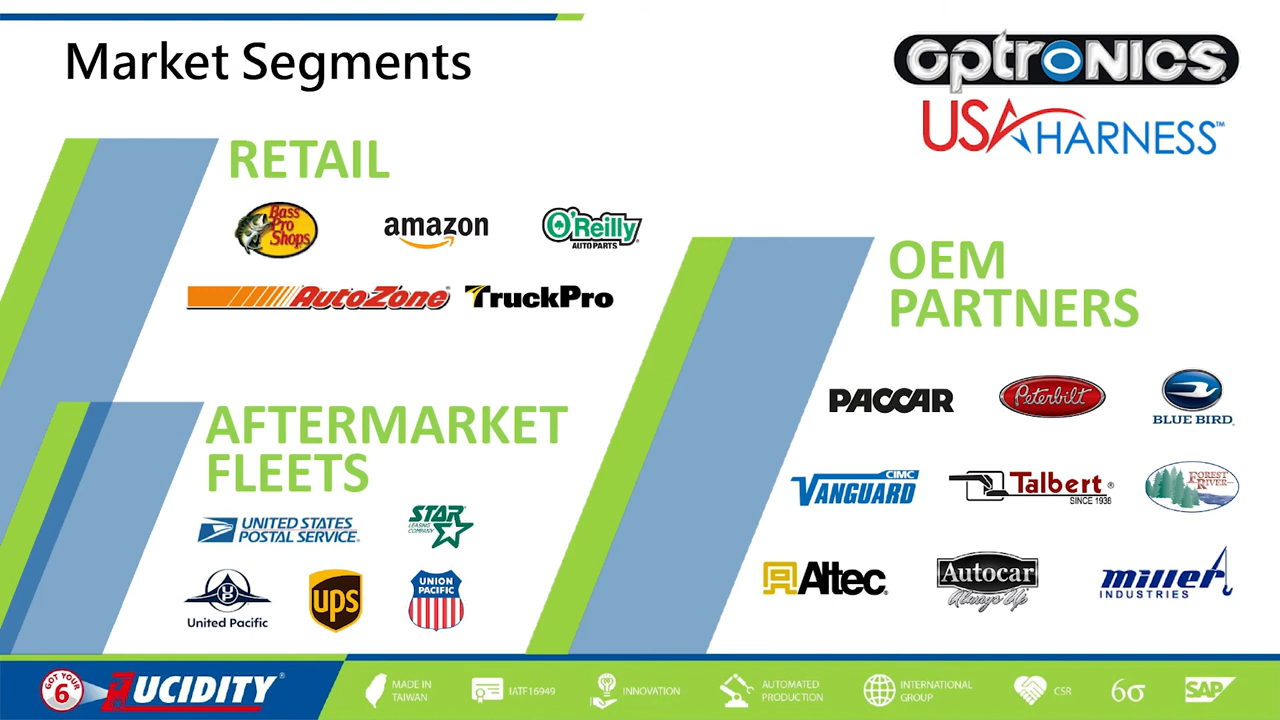 Market Segments
OPTRONICS®
USA HARNESS™
RETAIL
Bass
Pro
Shops
amazon
O'Reilly®
AUTO PARTS
AutoZone®
TruckPro
AFTERMARKET
FLEETS
UNITED STATES
POSTAL SERVICE®
STAR
LEASING
COMPANY
UP
United Pacific
ups
UNION
PACIFIC
OEM
PARTNERS
PACCAR
Peterbilt
BLUE BIRD
CIMC
VANGUARD
Talbert®
SINCE 1938
FOREST
RIVER
Altec®
Autocar
Always Up
miller
INDUSTRIES
GOT YOUR
6
LUCIDITY®
MADE IN
TAIWAN
IATF16949
INNOVATION
AUTOMATED
PRODUCTION
INTERNATIONAL
GROUP
CSR
6σ
SAP